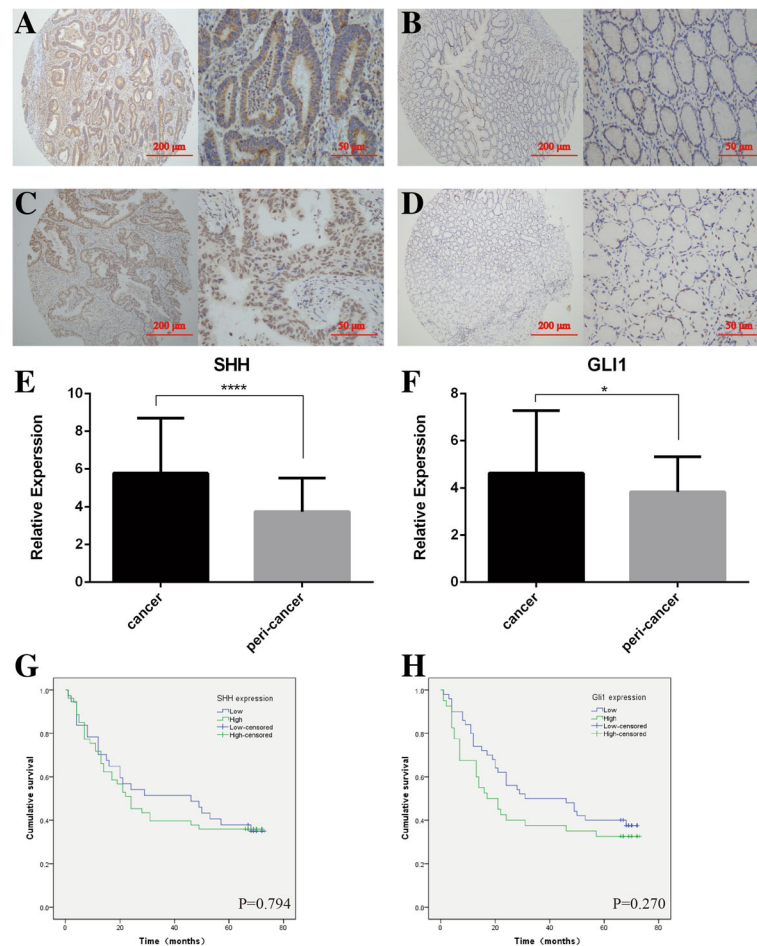 A
B
200 μm
50 μm
200 μm
50 μm
C
D
200 μm
50 μm
200 μm
50 μm
E
SHH
Relative Experssion
10
8
6
4
2
0
****
cancer
peri-cancer
F
GLI1
Relative Experssion
8
6
4
2
0
*
cancer
peri-cancer
G
SHH expression
Low
High
Low-censored
High-censored
Cumulative survival
1.0
0.8
0.6
0.4
0.2
0.0
0
20
40
60
80
Time (months)
P=0.794
H
Gli1 expression
Low
High
Low-censored
High-censored
Cumulative survival
1.0
0.8
0.6
0.4
0.2
0.0
0
20
40
60
80
Time (months)
P=0.270